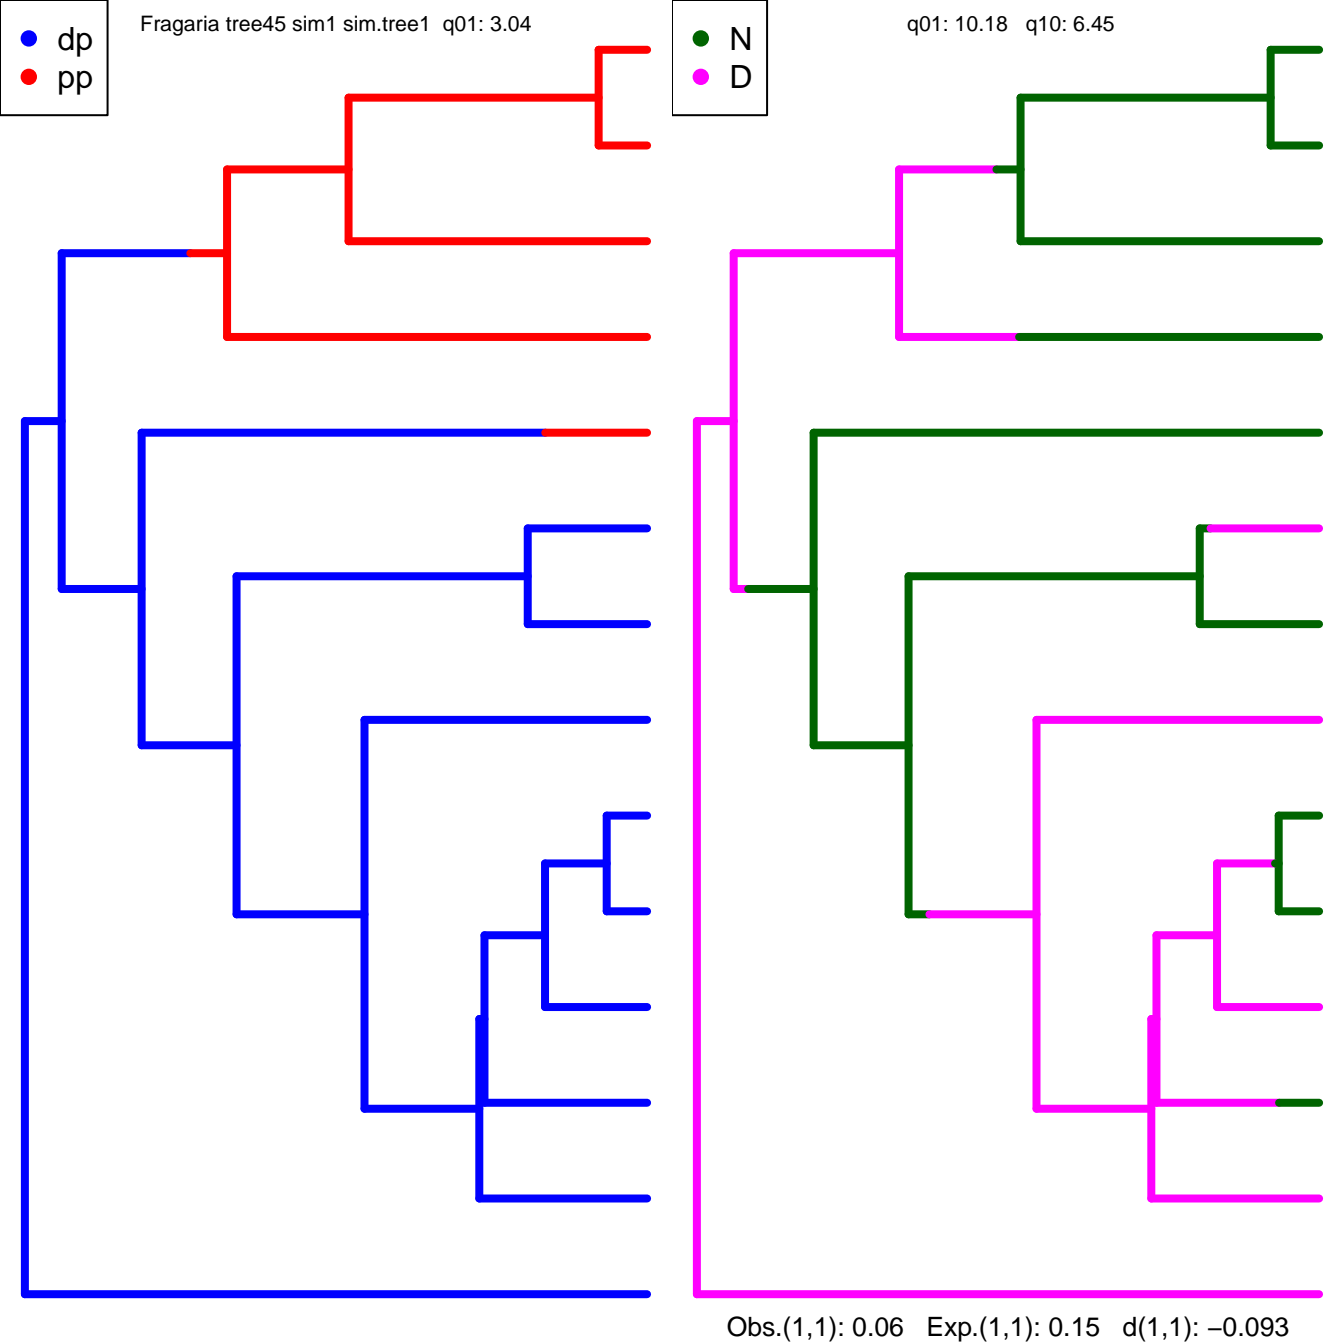 Fragaria tree45 sim1 sim.tree1  q01: 3.04
dp
pp
q01: 10.18   q10: 6.45
N
D
Obs.(1,1): 0.06   Exp.(1,1): 0.15   d(1,1): −0.093